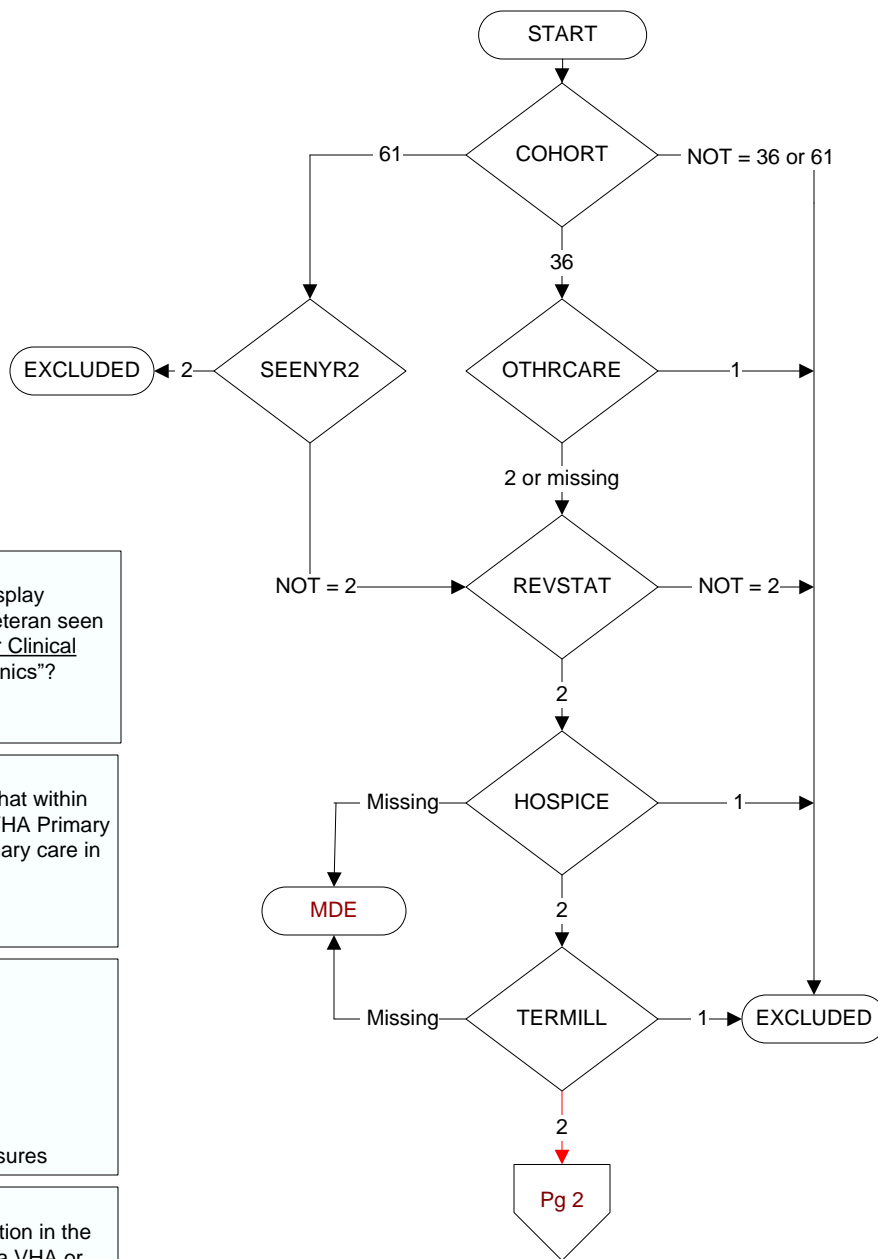 START
COHORT
61
NOT = 36 or 61
36
EXCLUDED
2
SEENYR2
OTHRCARE
1
2 or missing
NOT = 2
REVSTAT
NOT = 2
2
Missing
HOSPICE
1
MDE
2
Missing
TERMILL
1
EXCLUDED
2
Pg 2
splay
eteran seen
r Clinical
nics”?
hat within
VHA Primary
ary care in
sures
tion in the
a VHA or